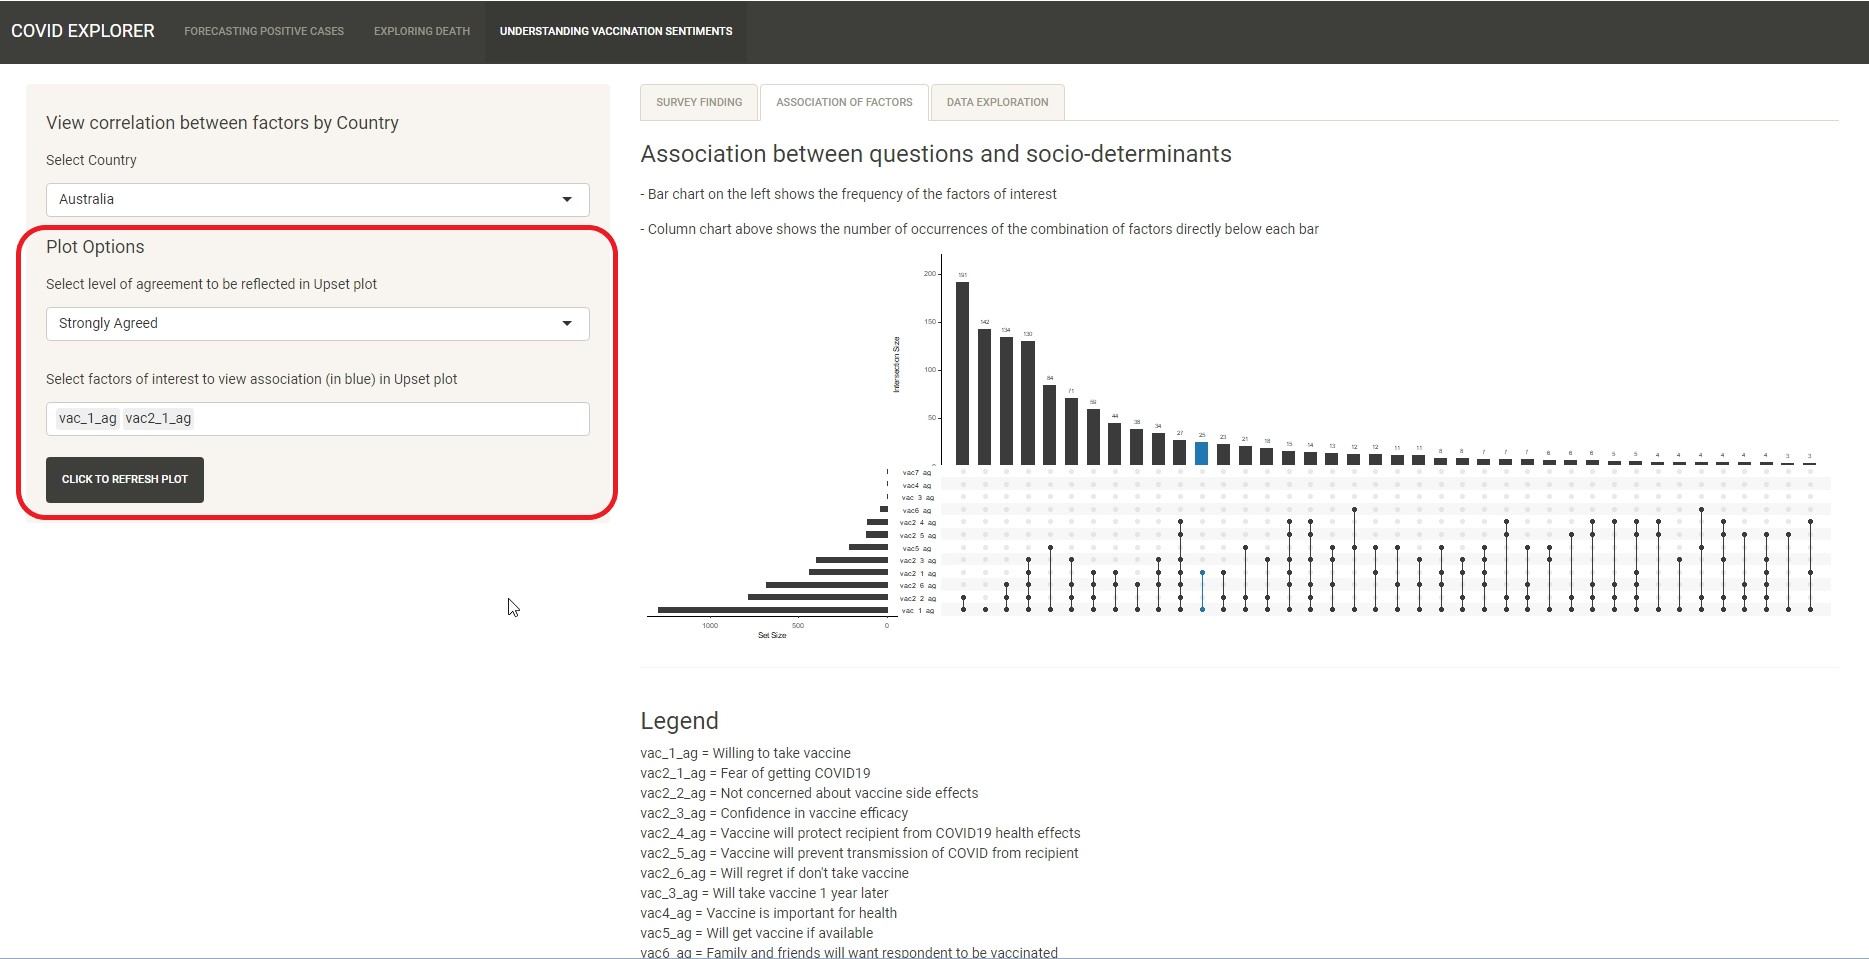 COVID EXPLORER FORECASTING POSITIVE CASES EXPLORING DEATH UNDERSTANDING VACCINATION SENTIMENTS
View correlation between factors by Country
Select Country
Australia
Plot Options
Select level of agreement to be reflected in Upset plot
Strongly Agreed
Select factors of interest to view association (in blue) in Upset plot
vac_1_ag vac2_1_ag
CLICK TO REFRESH PLOT
SURVEY FINDING ASSOCIATION OF FACTORS DATA EXPLORATION
Association between questions and socio-determinants
- Bar chart on the left shows the frequency of the factors of interest
- Column chart above shows the number of occurrences of the combination of factors directly below each bar
200
150
100
50
Intersection Size
191 142 134 130 84 71 59 44 38 34 27 25 23 21 18 15 14 13 12 12 11 11 8 8 7 7 7 6 6 6 5 5 4 4 4 4 4 4 3 3
vac7_ag
vac4_ag
vac_3_ag
vac6_ag
vac2_4_ag
vac2_5_ag
vac5_ag
vac2_3_ag
vac2_1_ag
vac2_6_ag
vac2_2_ag
vac_1_ag
1000 500 0
Set Size
Legend
vac_1_ag = Willing to take vaccine
vac2_1_ag = Fear of getting COVID19
vac2_2_ag = Not concerned about vaccine side effects
vac2_3_ag = Confidence in vaccine efficacy
vac2_4_ag = Vaccine will protect recipient from COVID19 health effects
vac2_5_ag = Vaccine will prevent transmission of COVID from recipient
vac2_6_ag = Will regret if don't take vaccine
vac_3_ag = Will take vaccine 1 year later
vac4_ag = Vaccine is important for health
vac5_ag = Will get vaccine if available
vac6_ag = Family and friends will want respondent to be vaccinated